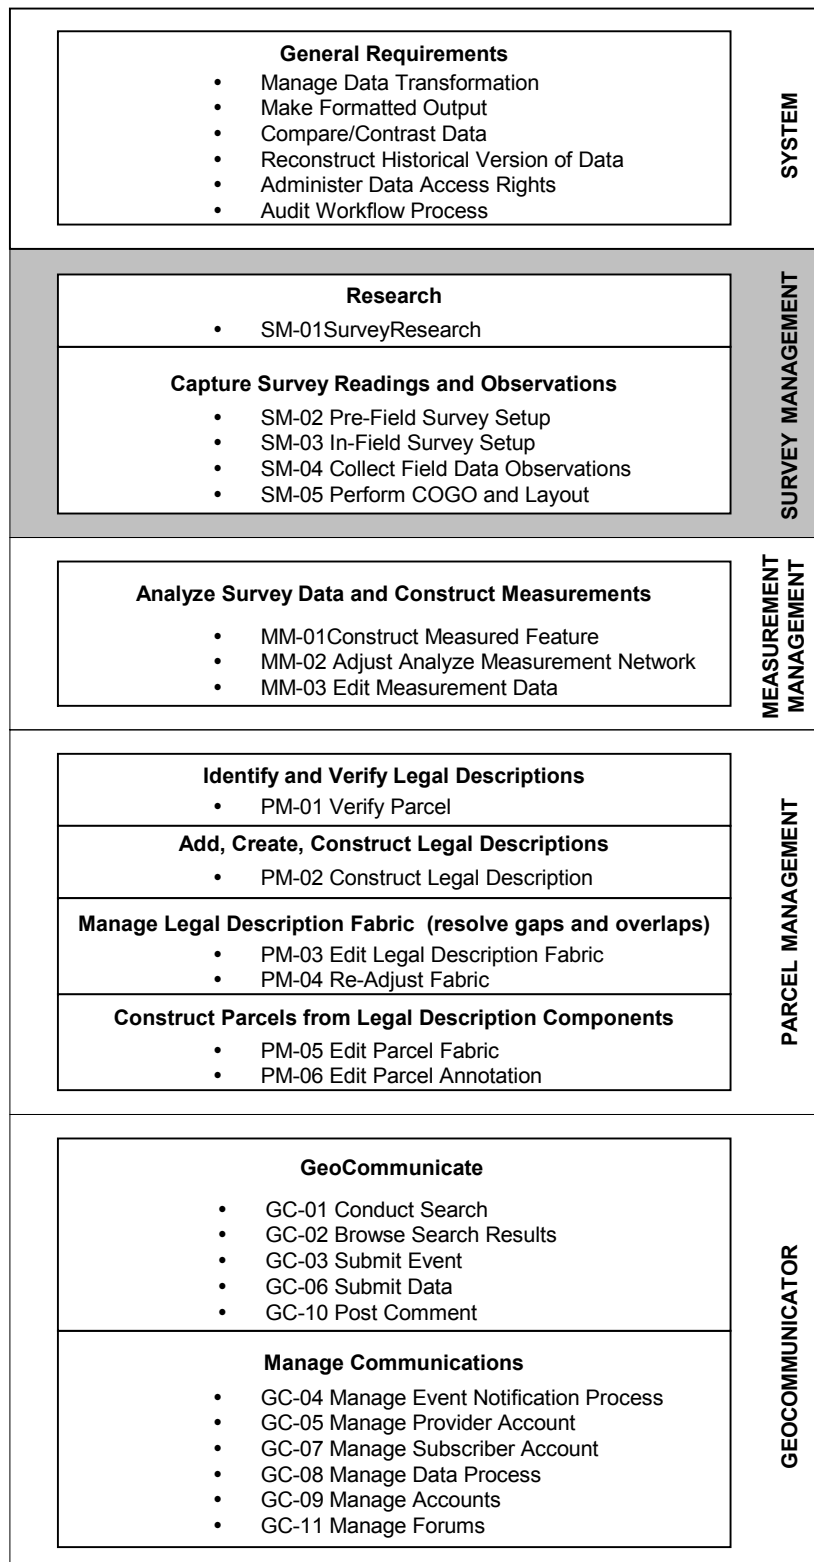 General Requirements
• Manage Data Transformation
• Make Formatted Output
• Compare/Contrast Data
• Reconstruct Historical Version of Data
• Administer Data Access Rights
• Audit Workflow Process
SYSTEM
Research
• SM-01SurveyResearch
Capture Survey Readings and Observations
• SM-02 Pre-Field Survey Setup
• SM-03 In-Field Survey Setup
• SM-04 Collect Field Data Observations
• SM-05 Perform COGO and Layout
SURVEY MANAGEMENT
Analyze Survey Data and Construct Measurements
• MM-01Construct Measured Feature
• MM-02 Adjust Analyze Measurement Network
• MM-03 Edit Measurement Data
MEASUREMENT
MANAGEMENT
Identify and Verify Legal Descriptions
• PM-01 Verify Parcel
Add, Create, Construct Legal Descriptions
• PM-02 Construct Legal Description
Manage Legal Description Fabric (resolve gaps and overlaps)
• PM-03 Edit Legal Description Fabric
• PM-04 Re-Adjust Fabric
Construct Parcels from Legal Description Components
• PM-05 Edit Parcel Fabric
• PM-06 Edit Parcel Annotation
PARCEL MANAGEMENT
GeoCommunicate
• GC-01 Conduct Search
• GC-02 Browse Search Results
• GC-03 Submit Event
• GC-06 Submit Data
• GC-10 Post Comment
Manage Communications
• GC-04 Manage Event Notification Process
• GC-05 Manage Provider Account
• GC-07 Manage Subscriber Account
• GC-08 Manage Data Process
• GC-09 Manage Accounts
• GC-11 Manage Forums
GEOCOMMUNICATOR